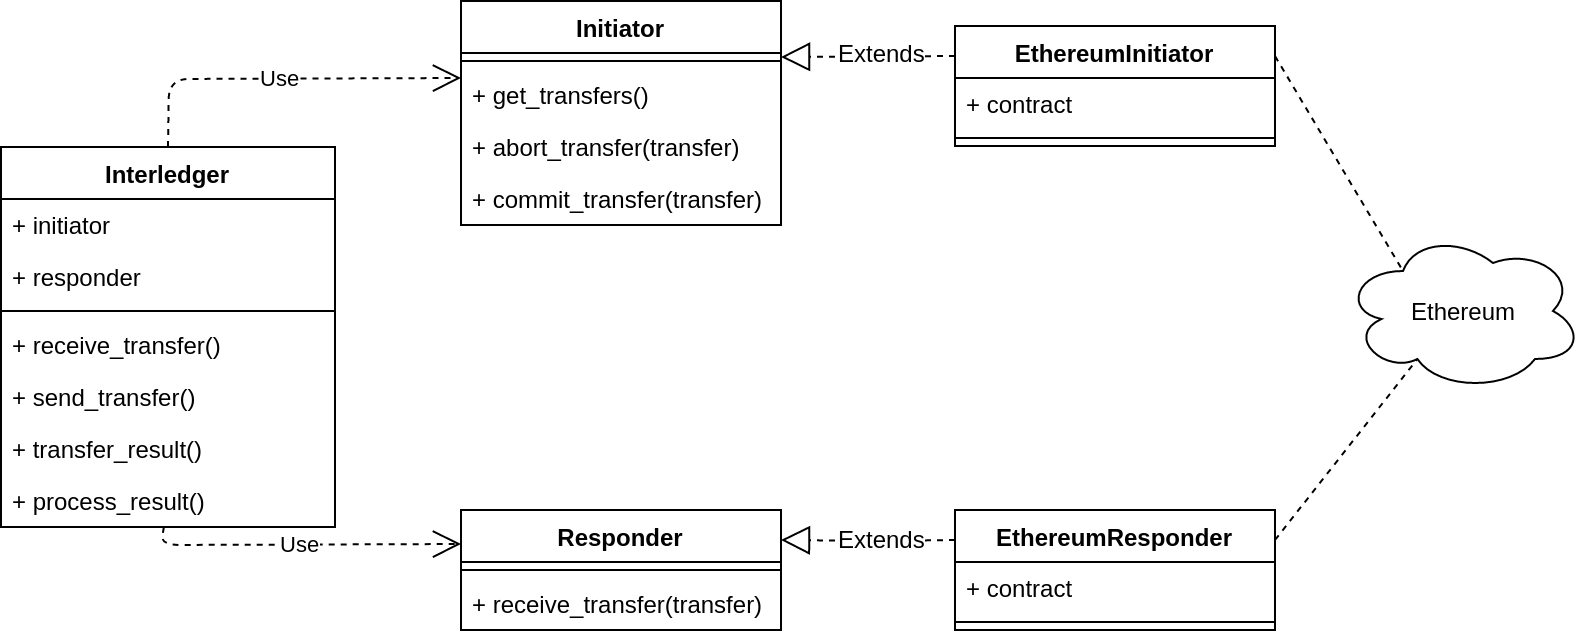 Interledger
+ initiator
+ responder
+ receive_transfer()
+ send_transfer()
+ transfer_result()
+ process_result()
Use
Use
Initiator
+ get_transfers()
+ abort_transfer(transfer)
+ commit_transfer(transfer)
Extends
EthereumInitiator
+ contract
Ethereum
Responder
+ receive_transfer(transfer)
Extends
EthereumResponder
+ contract